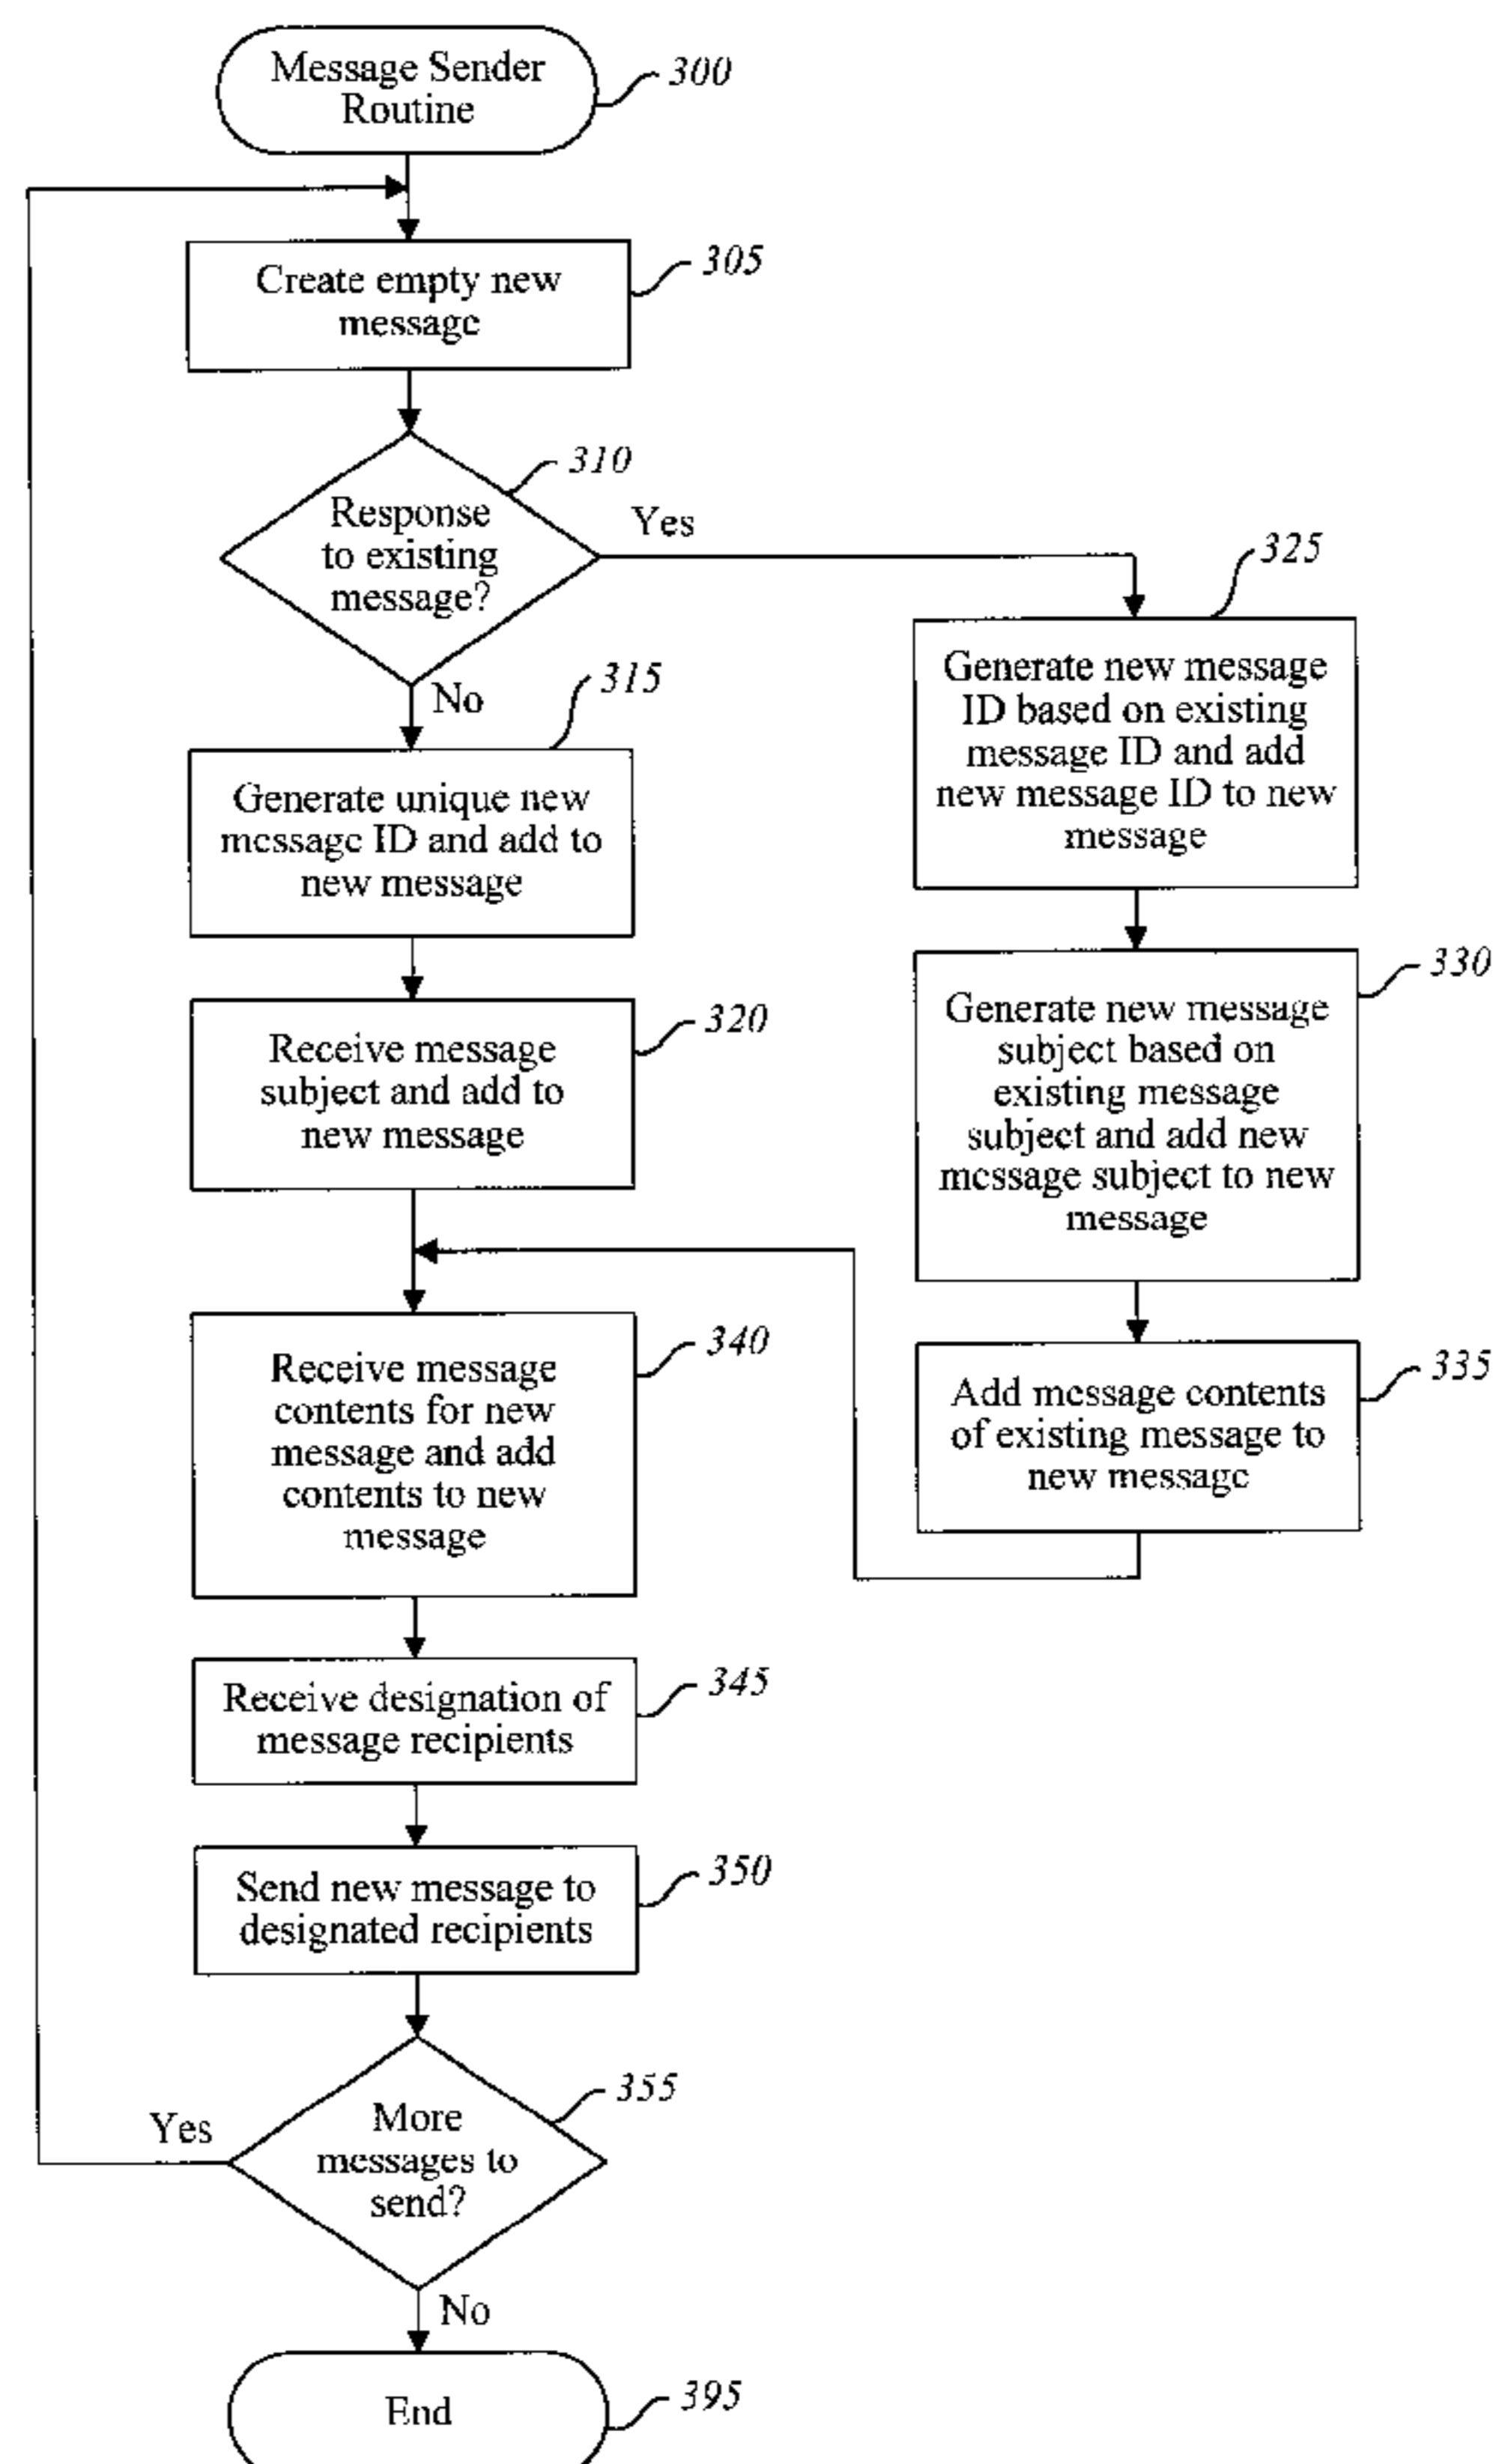 Message Sender
Routine
300
Create empty new
message
305
310
Response
to existing
message?
Yes
No
315
Generate unique new
message ID and add to
new message
325
Generate new message
ID based on existing
message ID and add
new message ID to new
message
320
Receive message
subject and add to
new message
330
Generate new message
subject based on
existing message
subject and add new
message subject to new
message
340
Receive message
contents for new
message and add
contents to new
message
335
Add message contents
of existing message to
new message
345
Receive designation of
message recipients
350
Send new message to
designated recipients
355
More
messages to
send?
Yes
No
End
395